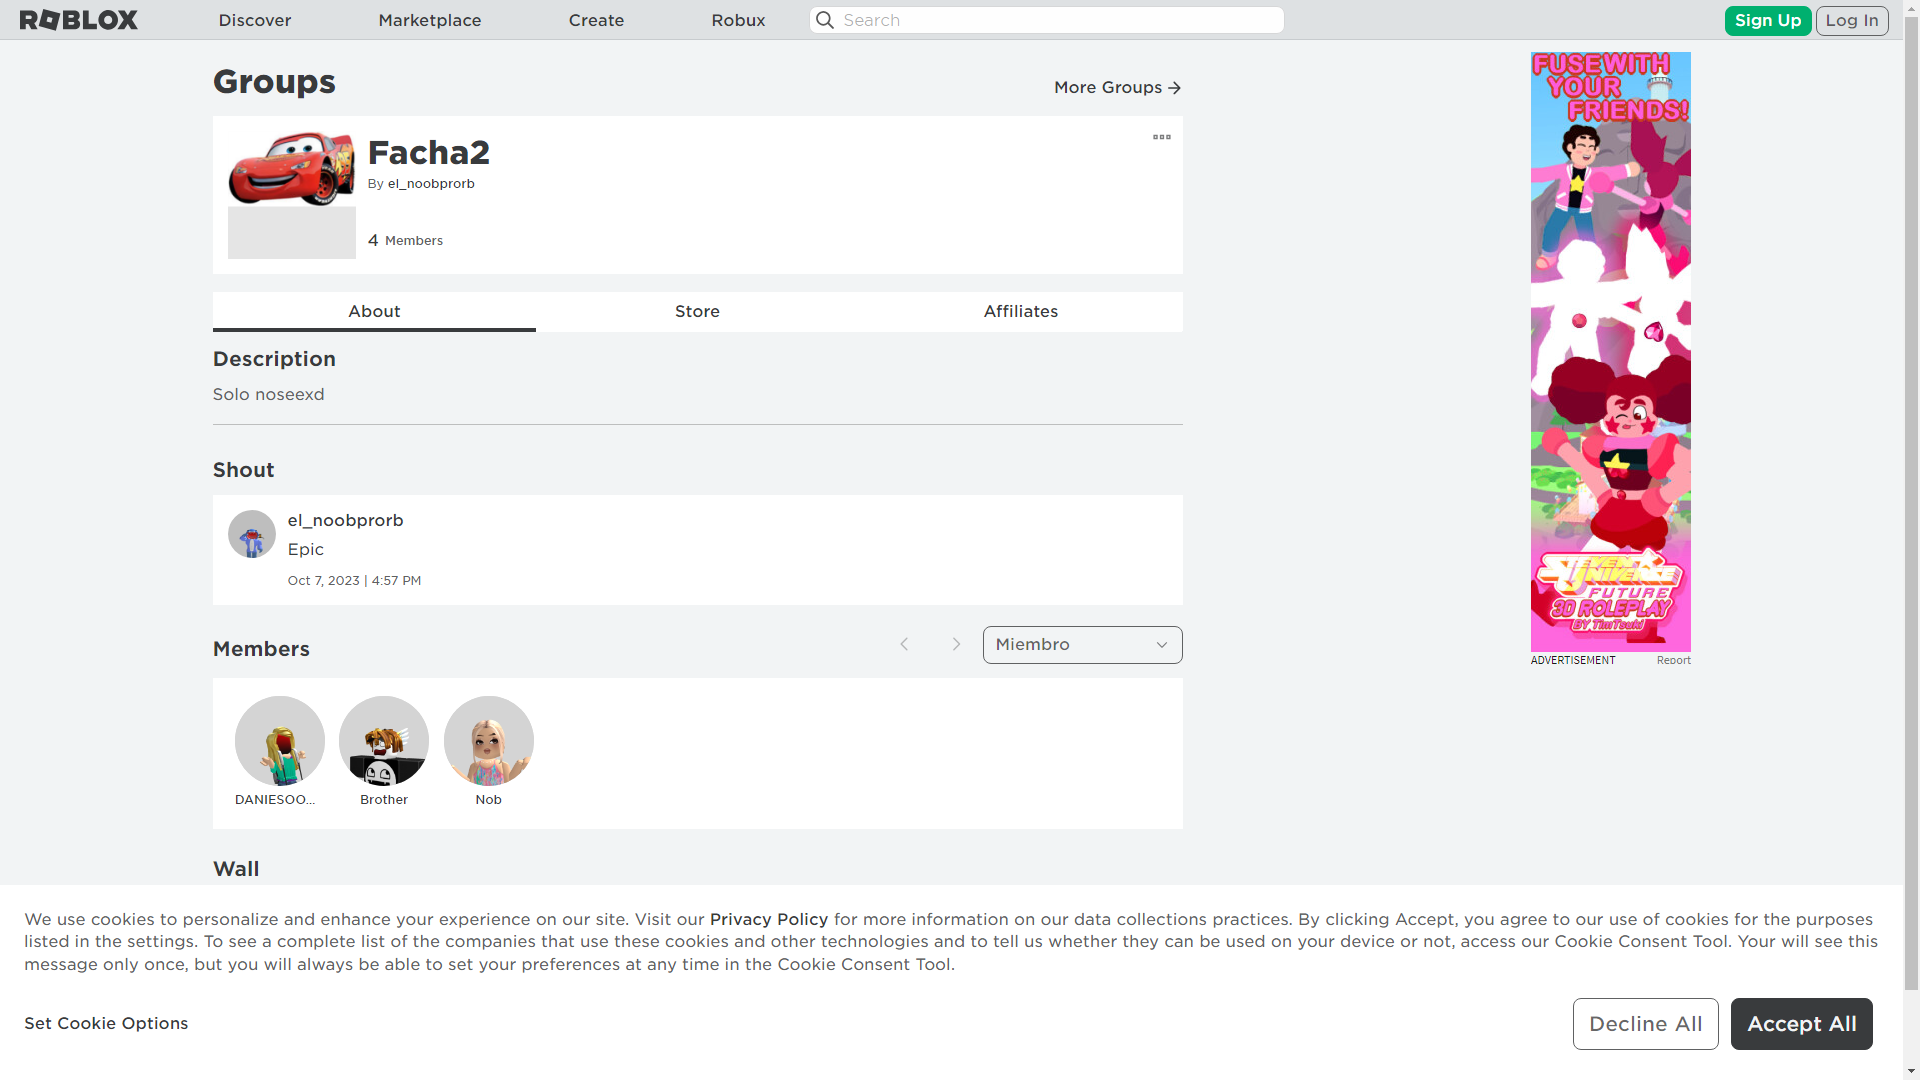 ROBLOX
Discover
Marketplace
Create
Robux
Search
Sign Up
Log In
Groups
More Groups
Facha2
By el_noobprorb
4 Members
About
Store
Affiliates
Description
Solo noseexd
Shout
el_noobprorb
Epic
Oct 7, 2023 | 4:57 PM
Members
Miembro
DANIESOO...
Brother
Nob
Wall
FUSE WITH
YOUR
FRIENDS!
STEVEN
UNIVERSE
FUTURE
3D ROLEPLAY
BY TimTsuki
ADVERTISEMENT
Report
We use cookies to personalize and enhance your experience on our site. Visit our Privacy Policy for more information on our data collections practices. By clicking Accept, you agree to our use of cookies for the purposes
listed in the settings. To see a complete list of the companies that use these cookies and other technologies and to tell us whether they can be used on your device or not, access our Cookie Consent Tool. Your will see this
message only once, but you will always be able to set your preferences at any time in the Cookie Consent Tool.
Set Cookie Options
Decline All
Accept All